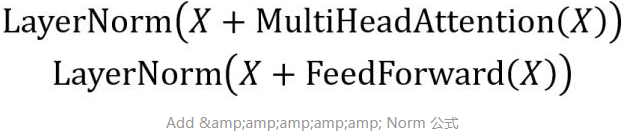 LayerNorm(X + MultiHeadAttention(X))
LayerNorm(X + FeedForward(X))
Add &amp;amp;amp;amp;amp; Norm 公式